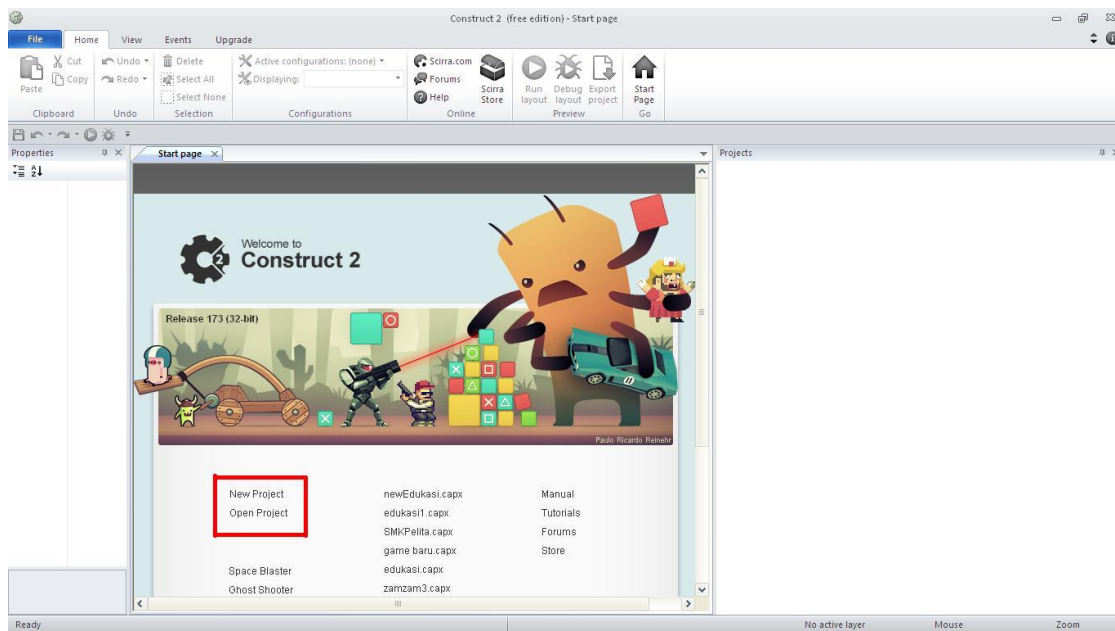 Construct 2 (free edition) - Start page
File Home View Events Upgrade
Paste
Cut
Copy
Clipboard
Undo
Redo
Undo
Delete
Select All
Select None
Selection
Active configurations: (none)
Displaying:
Configurations
Scirra.com
Forums
Help
Scirra
Store
Online
Run
layout
Debug
layout
Export
project
Preview
Start
Page
Go
Properties
Start page
Projects
Welcome to
Construct 2
2
Release 173 (32-bit)
11
Paulo Ricardo Reinehr
New Project
Open Project
Space Blaster
Ghost Shooter
newEdukasi.capx
edukasi1.capx
SMKPelita.capx
game baru.capx
edukasi.capx
zamzam3.capx
Manual
Tutorials
Forums
Store
Ready
No active layer
Mouse
Zoom